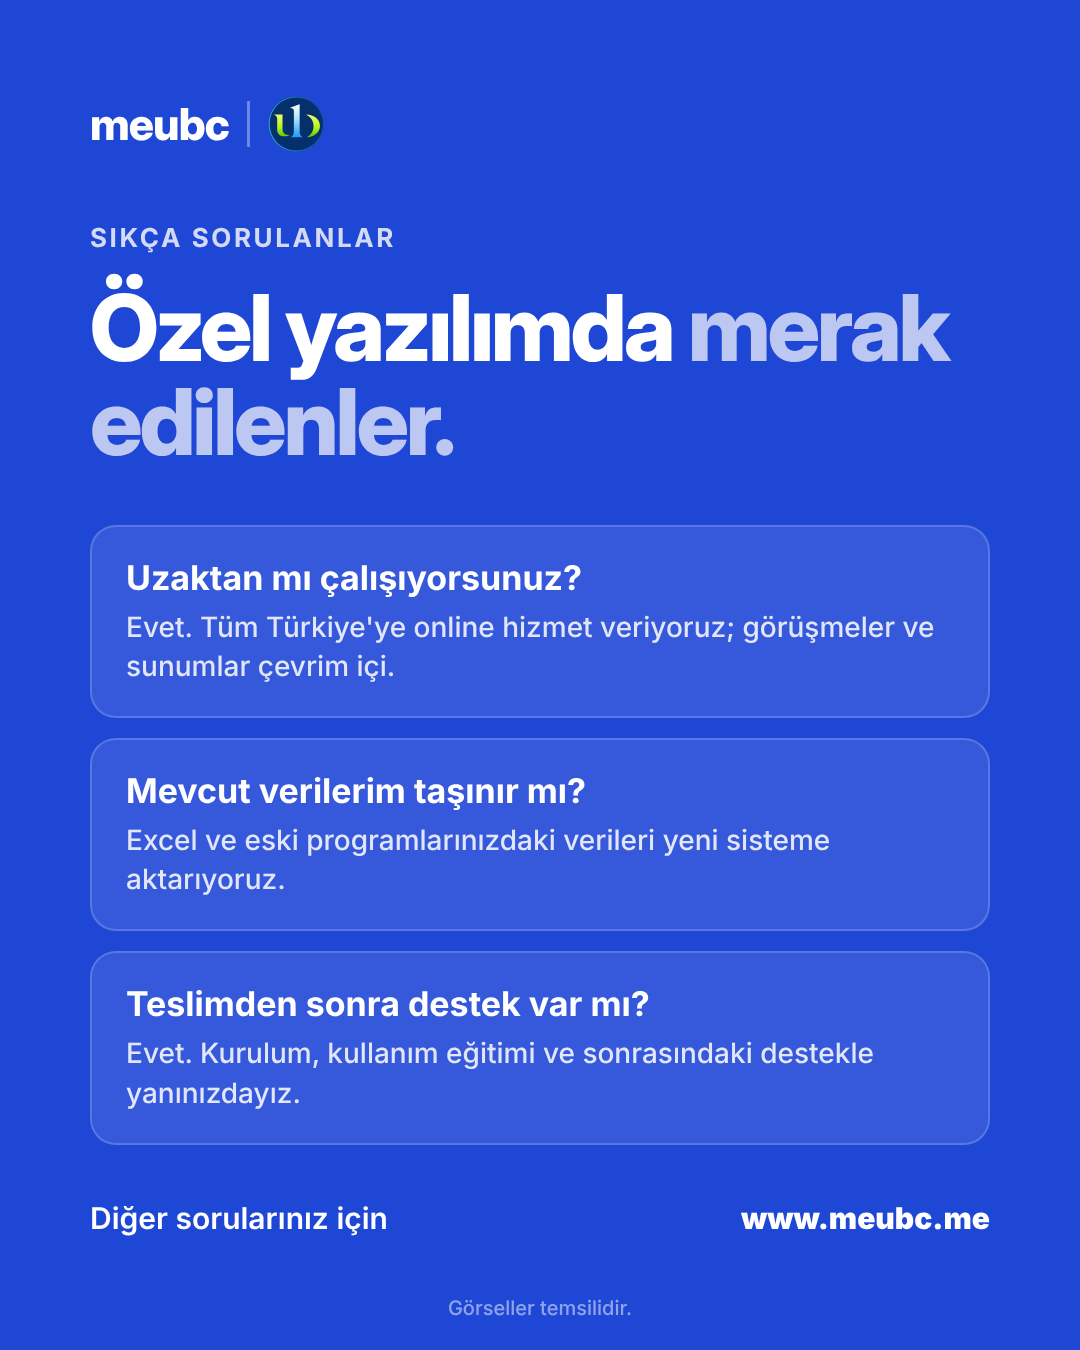 meubc
SIKÇA SORULANLAR
Özel yazılımda merak
edilenler.
Uzaktan mı çalışıyorsunuz?
Evet. Tüm Türkiye'ye online hizmet veriyoruz; görüşmeler ve
sunumlar çevrim içi.
Mevcut verilerim taşınır mı?
Excel ve eski programlarınızdaki verileri yeni sisteme
aktarıyoruz.
Teslimden sonra destek var mı?
Evet. Kurulum, kullanım eğitimi ve sonrasındaki destekle
yanınızdayız.
Diğer sorularınız için
www.meubc.me
Görseller temsilidir.